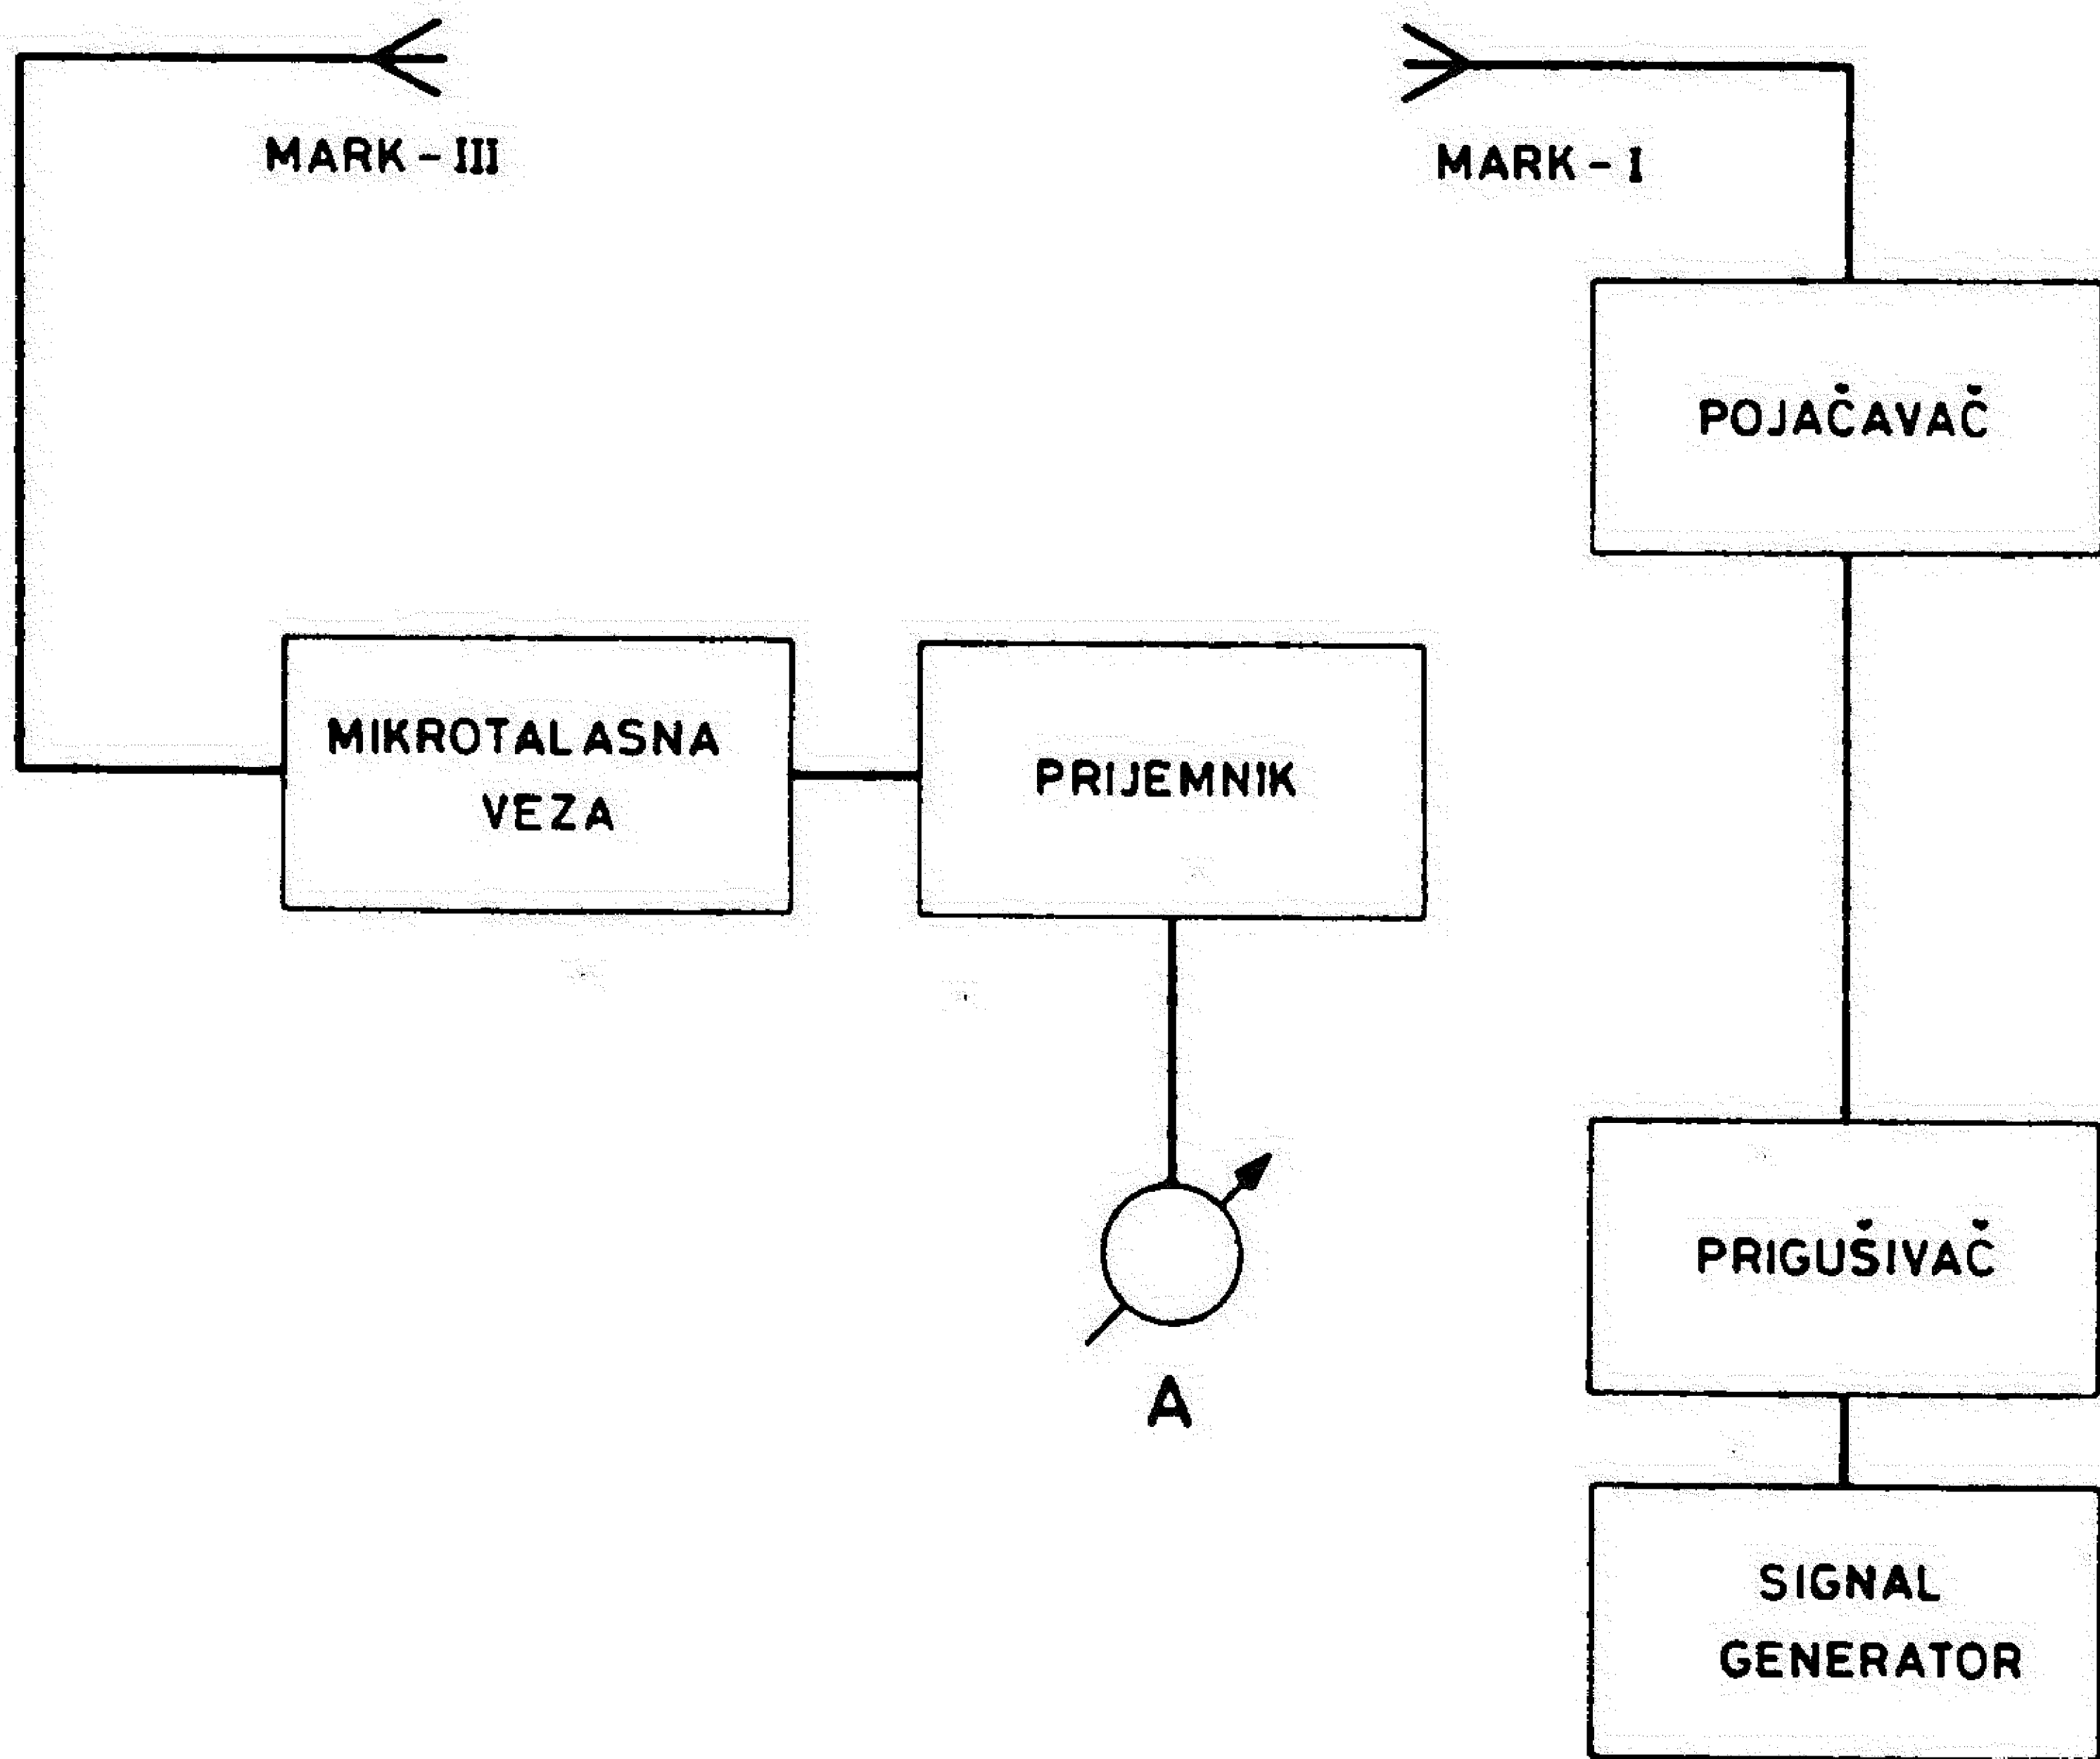 MARK - III
MARK - I
POJAČAVAČ
MIKROTALASNA
VEZA
PRIJEMNIK
PRIGUŠIVAČ
A
SIGNAL
GENERATOR